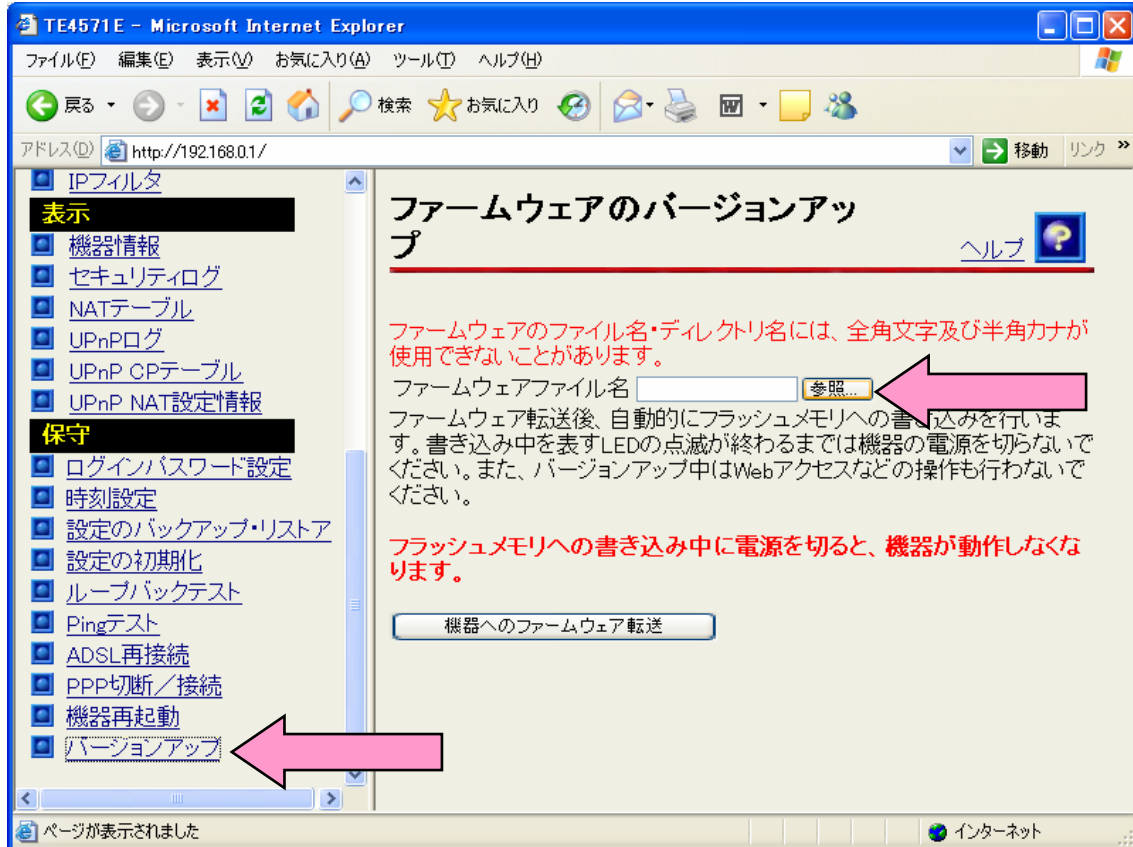 TE4571E - Microsoft Internet Explorer
ファイル(F) 編集(E) 表示(V) お気に入り(A) ツール(T) ヘルプ(H)
戻る 検索 お気に入り
アドレス(D) http://192.168.0.1/ 移動 リンク »
IPフィルタ
表示
機器情報
セキュリティログ
NATテーブル
UPnPログ
UPnP CPテーブル
UPnP NAT設定情報
保守
ログインパスワード設定
時刻設定
設定のバックアップ・リストア
設定の初期化
ループバックテスト
Pingテスト
ADSL再接続
PPP切断／接続
機器再起動
バージョンアップ
ファームウェアのバージョンアッ
プ
ヘルプ
ファームウェアのファイル名・ディレクトリ名には、全角文字及び半角カナが
使用できないことがあります。
ファームウェアファイル名 参照...
ファームウェア転送後、自動的にフラッシュメモリへの書き込みを行いま
す。書き込み中を表すLEDの点滅が終わるまでは機器の電源を切らないで
ください。また、バージョンアップ中はWebアクセスなどの操作も行わないで
ください。
フラッシュメモリへの書き込み中に電源を切ると、機器が動作しなくな
ります。
機器へのファームウェア転送
ページが表示されました インターネット